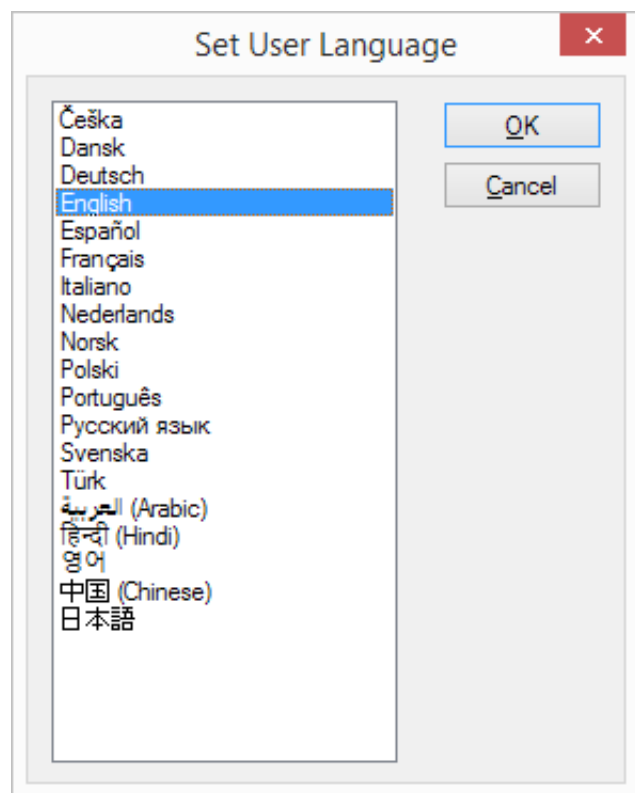 Set User Language
Češka
Dansk
Deutsch
English
Español
Français
Italiano
Nederlands
Norsk
Polski
Português
Русский язык
Svenska
Türk
العربية (Arabic)
हिन्दी (Hindi)
영어
中国 (Chinese)
日本語
OK
Cancel